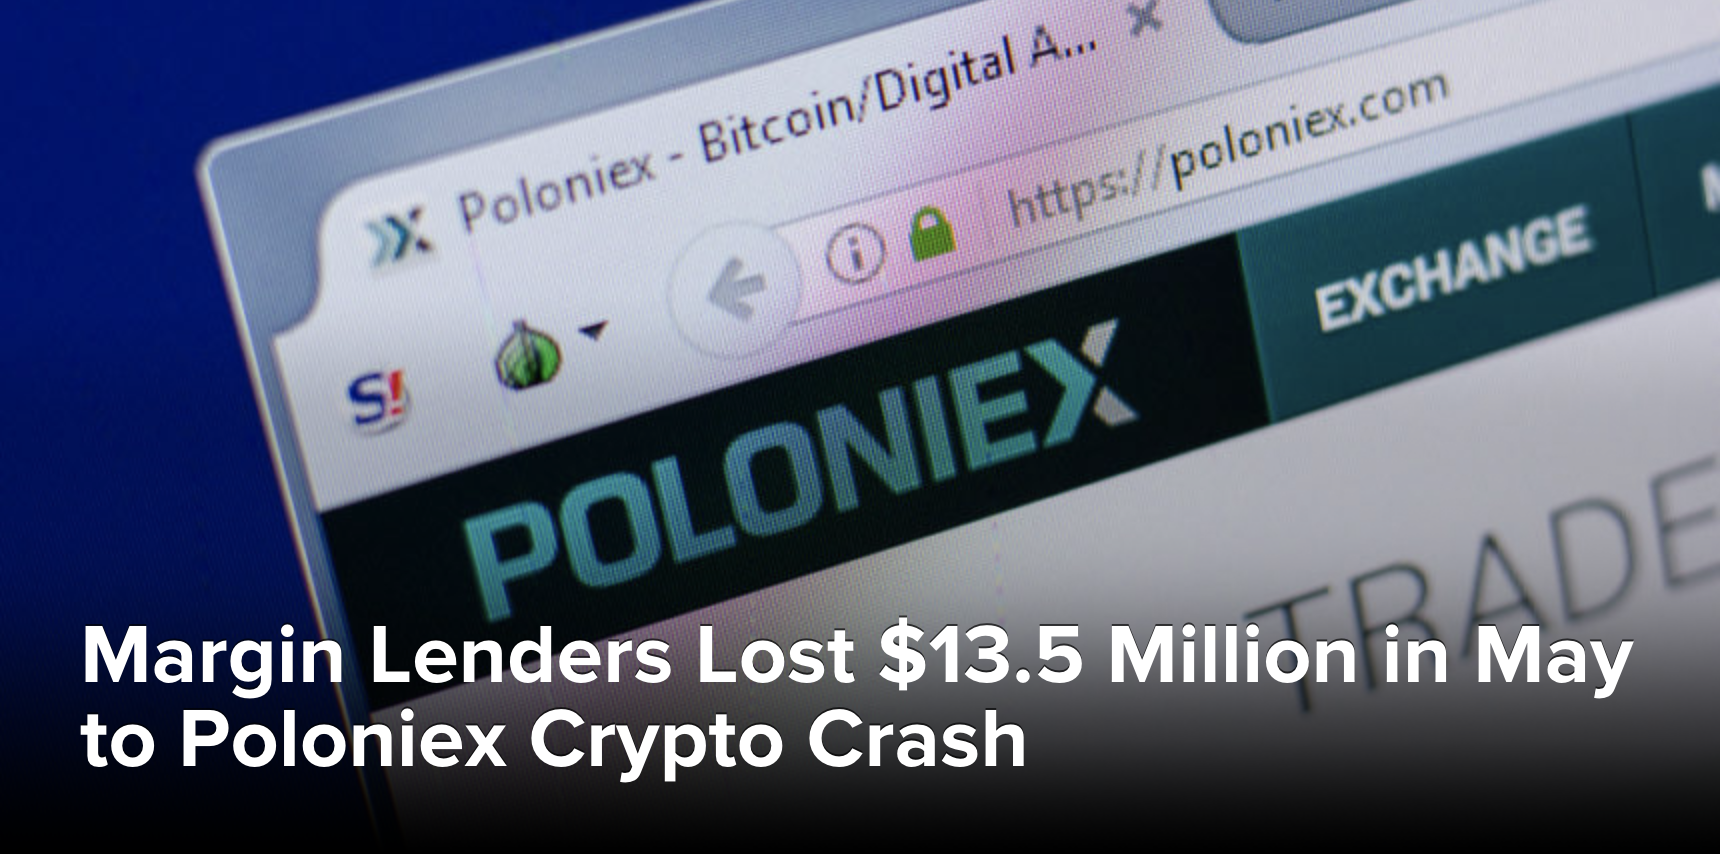 Poloniex - Bitcoin/Digital A...
https://poloniex.com
S!
POLONIEX
EXCHANGE
TRADE
Margin Lenders Lost $13.5 Million in May
to Poloniex Crypto Crash